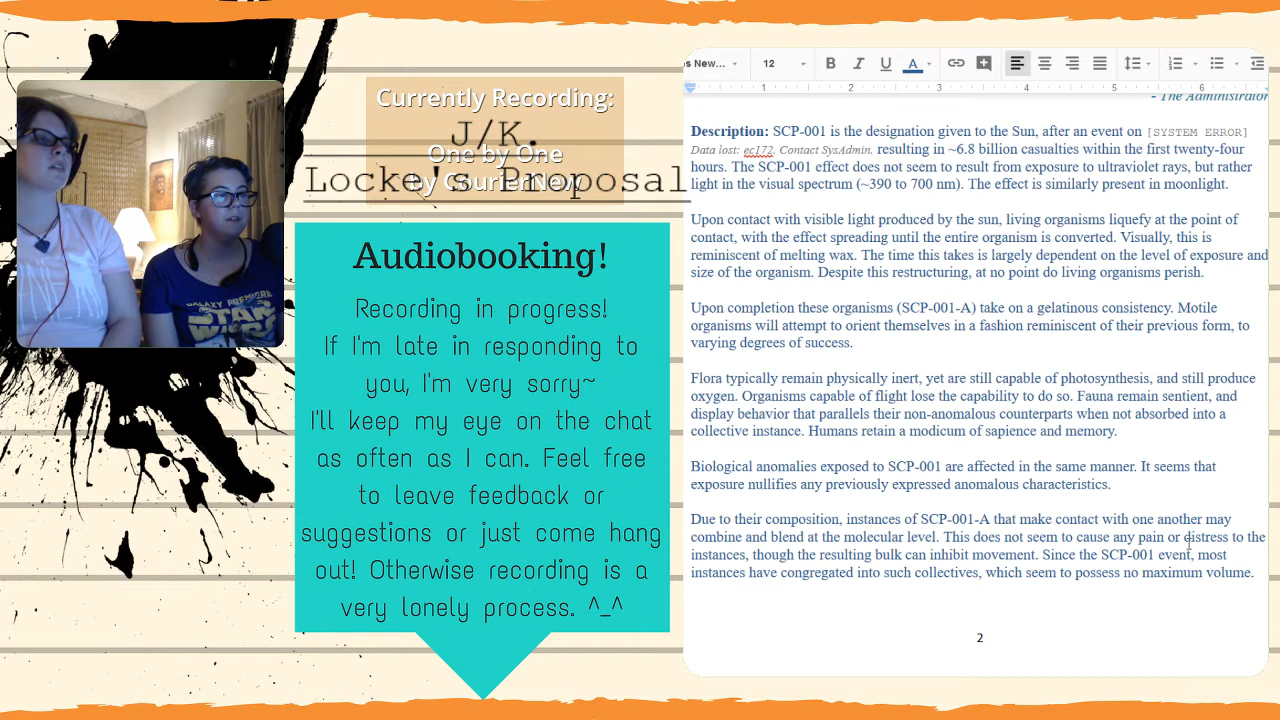 Currently Recording:
J/K.
One by One
by CourierNew
Locke's Proposal
Audiobooking!
Recording in progress!
If I'm late in responding to
you, I'm very sorry~
I'll keep my eye on the chat
as often as I can. Feel free
to leave feedback or
suggestions or just come hang
out! Otherwise recording is a
very lonely process. ^_^
GALAXY PREMIERE
STAR
WARS
s New...
12
B I U A
1 2 3 4 5 6
- The Administrator
Description: SCP-001 is the designation given to the Sun, after an event on [SYSTEM ERROR]
Data lost: ec172. Contact SysAdmin. resulting in ~6.8 billion casualties within the first twenty-four
hours. The SCP-001 effect does not seem to result from exposure to ultraviolet rays, but rather
light in the visual spectrum (~390 to 700 nm). The effect is similarly present in moonlight.
Upon contact with visible light produced by the sun, living organisms liquefy at the point of
contact, with the effect spreading until the entire organism is converted. Visually, this is
reminiscent of melting wax. The time this takes is largely dependent on the level of exposure and
size of the organism. Despite this restructuring, at no point do living organisms perish.
Upon completion these organisms (SCP-001-A) take on a gelatinous consistency. Motile
organisms will attempt to orient themselves in a fashion reminiscent of their previous form, to
varying degrees of success.
Flora typically remain physically inert, yet are still capable of photosynthesis, and still produce
oxygen. Organisms capable of flight lose the capability to do so. Fauna remain sentient, and
display behavior that parallels their non-anomalous counterparts when not absorbed into a
collective instance. Humans retain a modicum of sapience and memory.
Biological anomalies exposed to SCP-001 are affected in the same manner. It seems that
exposure nullifies any previously expressed anomalous characteristics.
Due to their composition, instances of SCP-001-A that make contact with one another may
combine and blend at the molecular level. This does not seem to cause any pain or distress to the
instances, though the resulting bulk can inhibit movement. Since the SCP-001 event, most
instances have congregated into such collectives, which seem to possess no maximum volume.
2